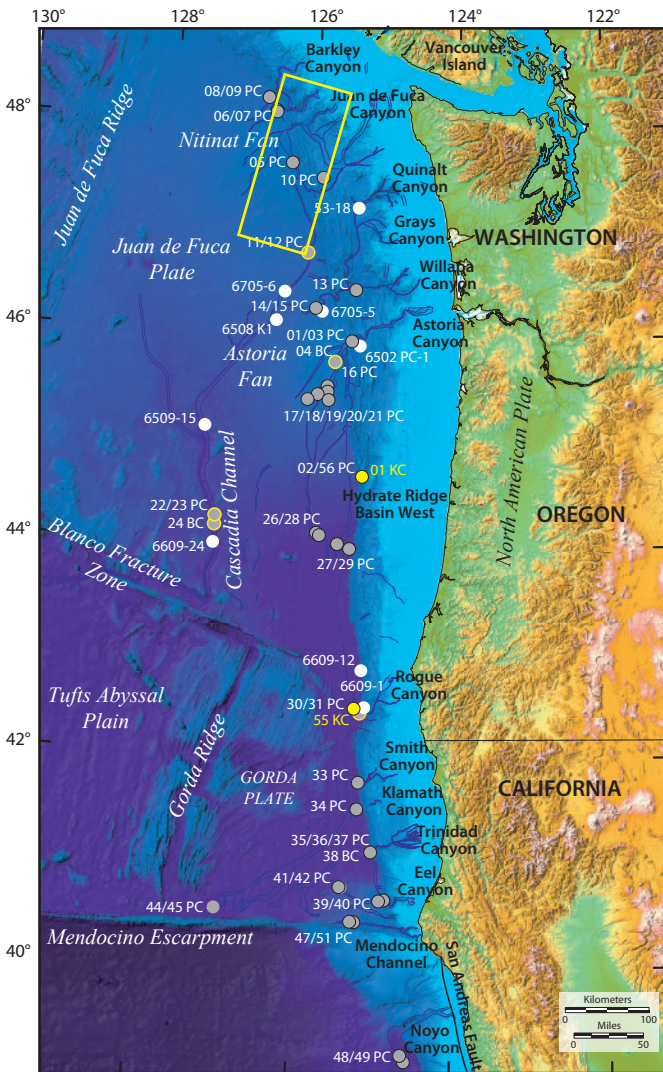 130°
128°
126°
124°
122°
48°
46°
44°
42°
40°
Barkley
Canyon
Vancouver
Island
08/09 PC
06/07 PC
Juan de Fuca
Canyon
Nitinat Fan
Juan de Fuca Ridge
05 PC
10 PC
Quinalt
Canyon
53-18
Grays
Canyon
WASHINGTON
11/12 PC
Juan de Fuca
Plate
Willapa
Canyon
6705-6
13 PC
14/15 PC
6705-5
6508 K1
Astoria
Canyon
01/03 PC
04 BC
6502 PC-1
Astoria
Fan
16 PC
17/18/19/20/21 PC
North American Plate
6509-15
Cascadia Channel
02/56 PC
01 KC
Hydrate Ridge
Basin West
22/23 PC
24 BC
6609-24
OREGON
26/28 PC
27/29 PC
Blanco Fracture
Zone
6609-12
6609-1
Rogue
Canyon
30/31 PC
55 KC
Tufts Abyssal
Plain
Gorda Ridge
Smith
Canyon
GORDA
PLATE
33 PC
Klamath
Canyon
CALIFORNIA
34 PC
Trinidad
Canyon
35/36/37 PC
38 BC
Eel
Canyon
41/42 PC
39/40 PC
44/45 PC
Mendocino Escarpment
47/51 PC
Mendocino
Channel
San Andreas Fault
Noyo
Canyon
48/49 PC
Kilometers
0
100
Miles
0
50